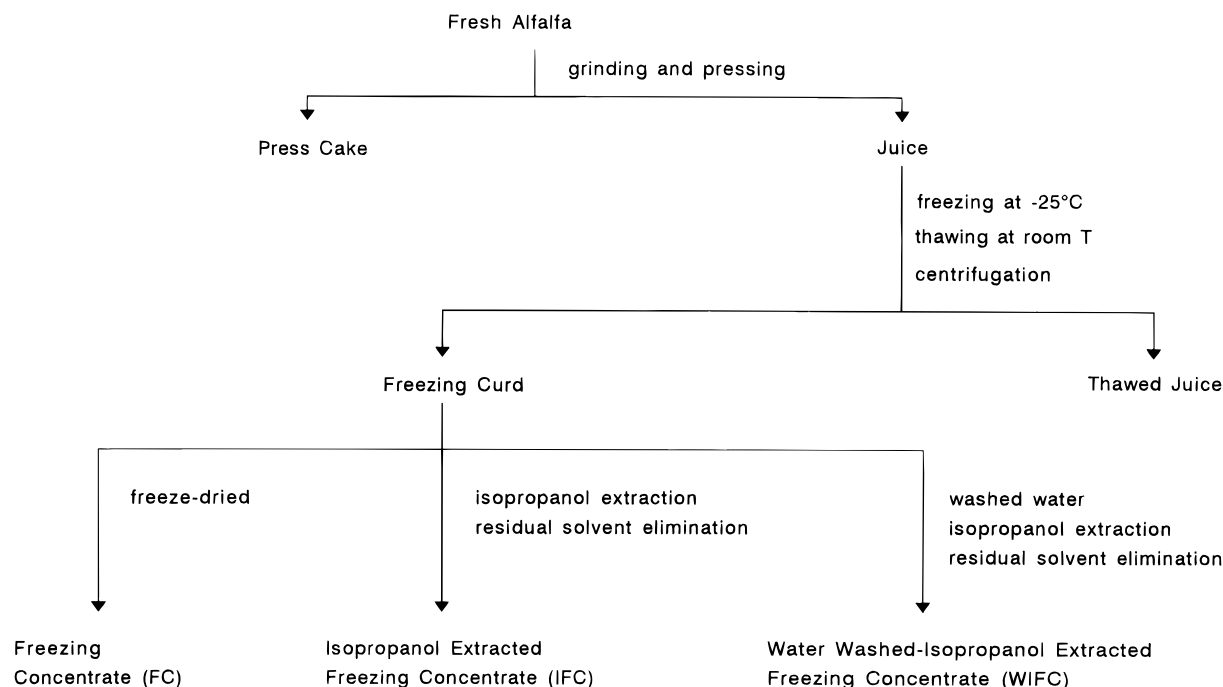 Fresh Alfalfa
grinding and pressing
Press Cake
Juice
freezing at -25°C
thawing at room T
centrifugation
Freezing Curd
Thawed Juice
freeze-dried
isopropanol extraction
residual solvent elimination
washed water
isopropanol extraction
residual solvent elimination
Freezing
Concentrate (FC)
Isopropanol Extracted
Freezing Concentrate (IFC)
Water Washed-Isopropanol Extracted
Freezing Concentrate (WIFC)